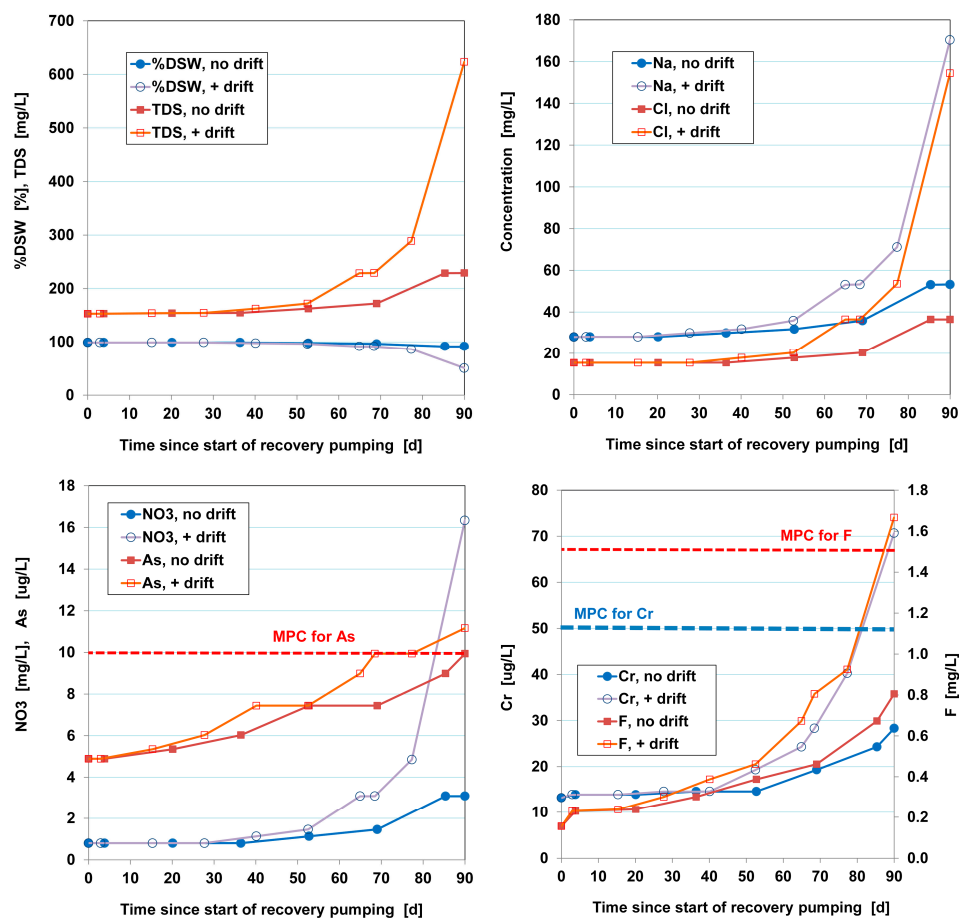 700
600
500
400
300
200
100
0
%DSW [%], TDS [mg/L]
%DSW, no drift
%DSW, + drift
TDS, no drift
TDS, + drift
0 10 20 30 40 50 60 70 80 90
Time since start of recovery pumping [d]
180
160
140
120
100
80
60
40
20
0
Concentration [mg/L]
Na, no drift
Na, + drift
Cl, no drift
Cl, + drift
0 10 20 30 40 50 60 70 80 90
Time since start of recovery pumping [d]
18
16
14
12
10
8
6
4
2
0
NO3 [mg/L], As [ug/L]
NO3, no drift
NO3, + drift
As, no drift
As, + drift
MPC for As
0 10 20 30 40 50 60 70 80 90
Time since start of recovery pumping [d]
80
70
60
50
40
30
20
10
0
Cr [ug/L]
MPC for F
MPC for Cr
Cr, no drift
Cr, + drift
F, no drift
F, + drift
1.8
1.6
1.4
1.2
1.0
0.8
0.6
0.4
0.2
0.0
F [mg/L]
0 10 20 30 40 50 60 70 80 90
Time since start of recovery pumping [d]